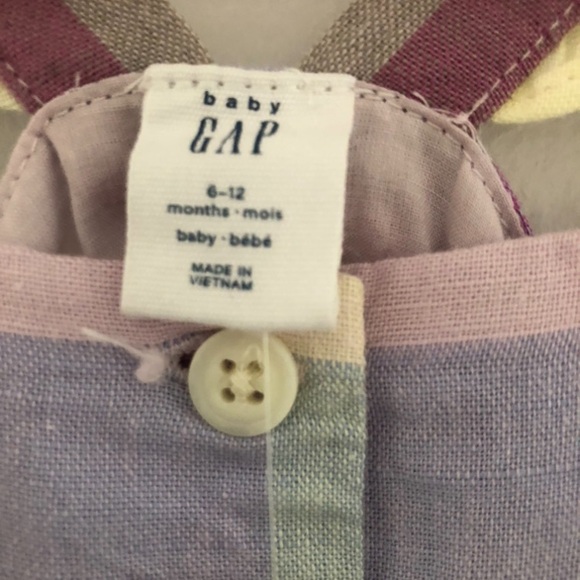 baby
GAP
6-12
months · mois
baby · bébé
MADE IN
VIETNAM